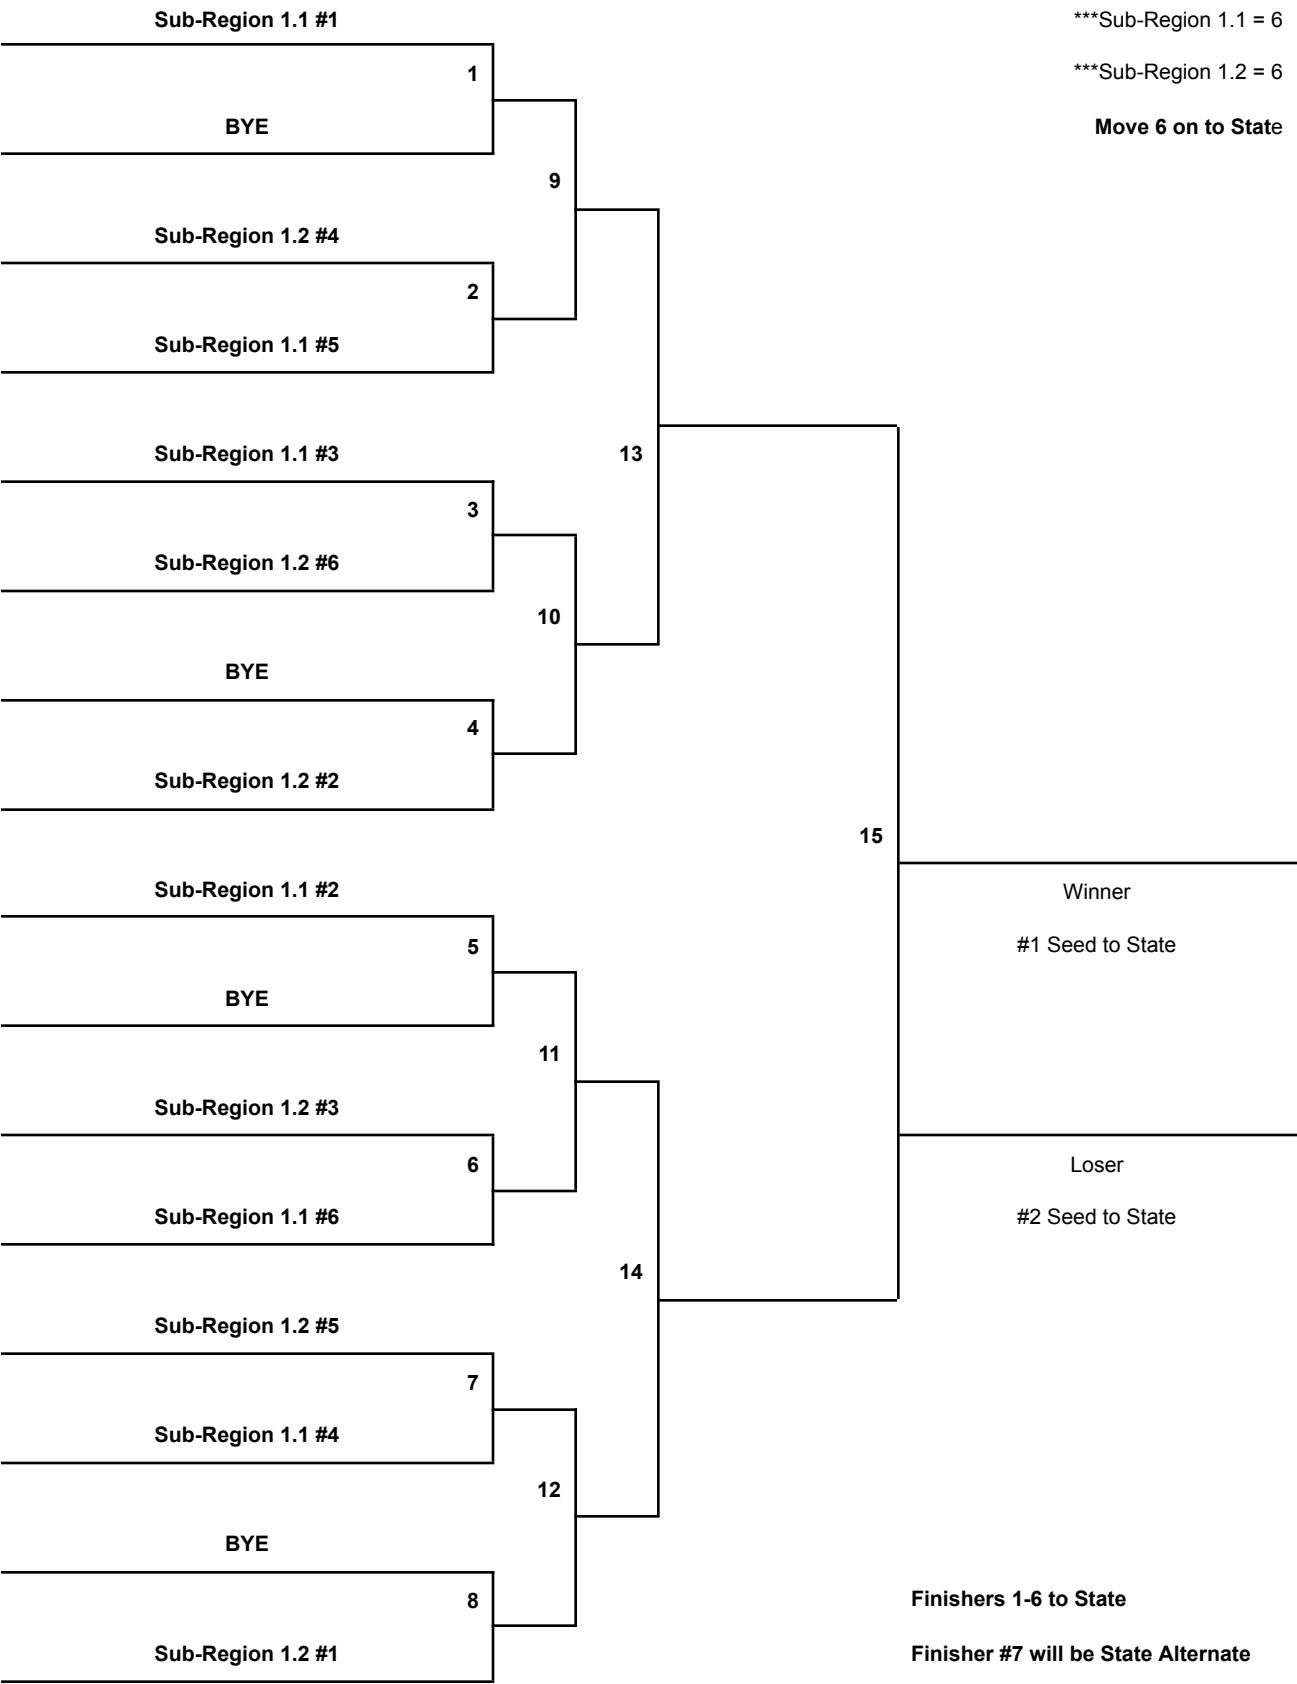 Sub-Region 1.1 #1
***Sub-Region 1.1 = 6
1
***Sub-Region 1.2 = 6
BYE
Move 6 on to State
9
Sub-Region 1.2 #4
2
Sub-Region 1.1 #5
Sub-Region 1.1 #3
13
3
Sub-Region 1.2 #6
10
BYE
4
Sub-Region 1.2 #2
15
Sub-Region 1.1 #2
Winner
5
#1 Seed to State
BYE
11
Sub-Region 1.2 #3
6
Loser
Sub-Region 1.1 #6
#2 Seed to State
14
Sub-Region 1.2 #5
7
Sub-Region 1.1 #4
12
BYE
8
Finishers 1-6 to State
Sub-Region 1.2 #1
Finisher #7 will be State Alternate